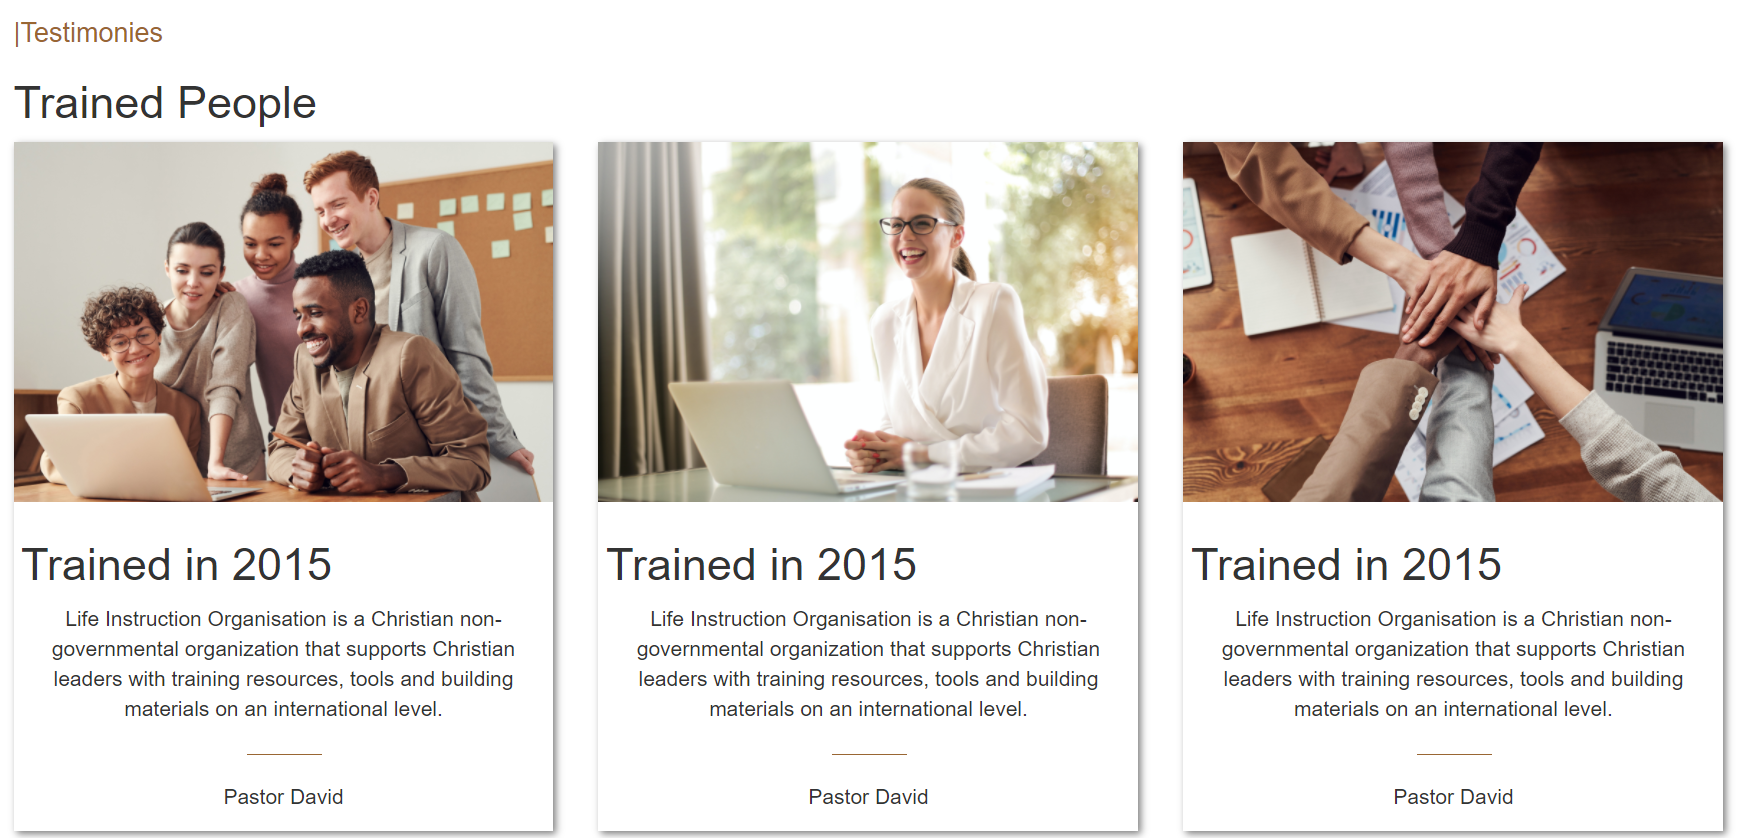 |Testimonies
Trained People
Trained in 2015
Life Instruction Organisation is a Christian non-
governmental organization that supports Christian
leaders with training resources, tools and building
materials on an international level.
Pastor David
Trained in 2015
Life Instruction Organisation is a Christian non-
governmental organization that supports Christian
leaders with training resources, tools and building
materials on an international level.
Pastor David
Trained in 2015
Life Instruction Organisation is a Christian non-
governmental organization that supports Christian
leaders with training resources, tools and building
materials on an international level.
Pastor David